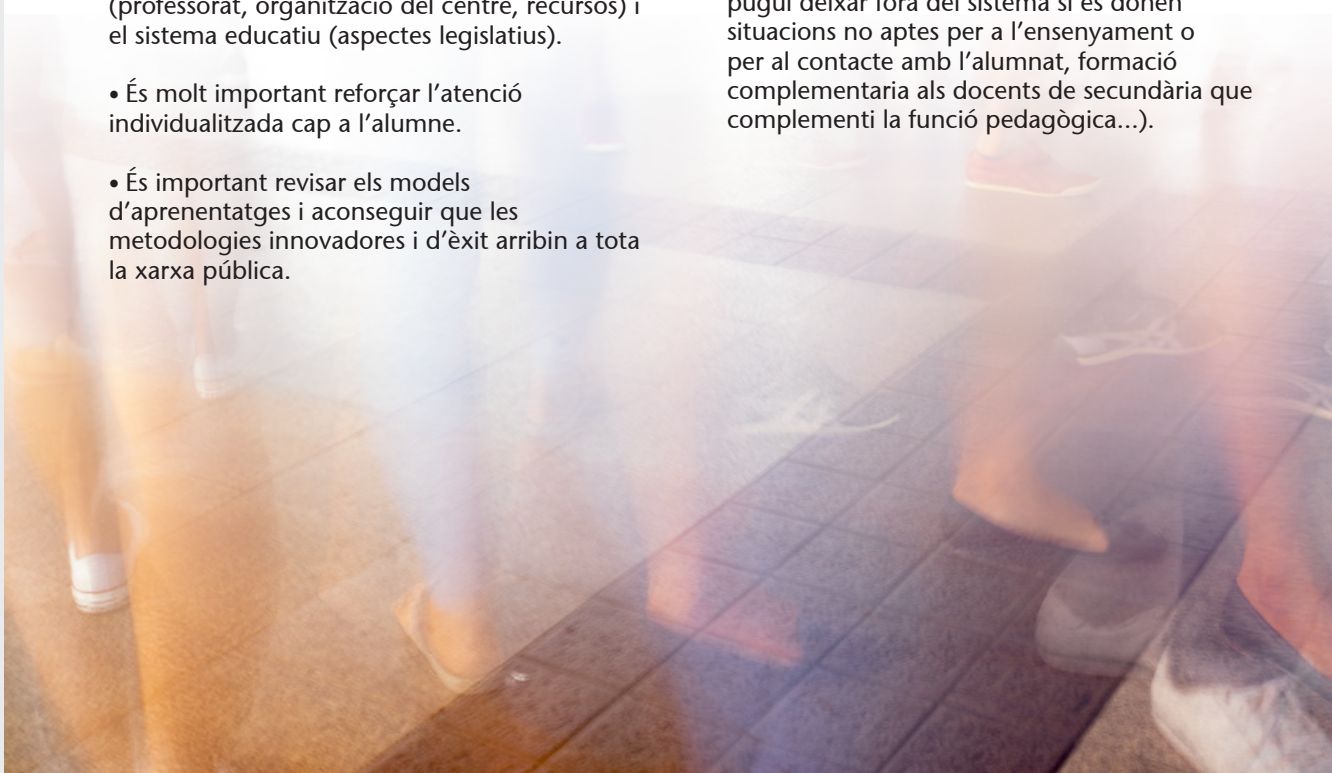 (professorat, organització del centre, recursos) i
el sistema educatiu (aspectes legislatius).
• És molt important reforçar l’atenció
individualitzada cap a l’alumne.
• És important revisar els models
d’aprenentatges i aconseguir que les
metodologies innovadores i d’èxit arribin a tota
la xarxa pública.
pugui deixar fora del sistema si es donen
situacions no aptes per a l’ensenyament o
per al contacte amb l’alumnat, formació
complementaria als docents de secundària que
complementi la funció pedagògica...).